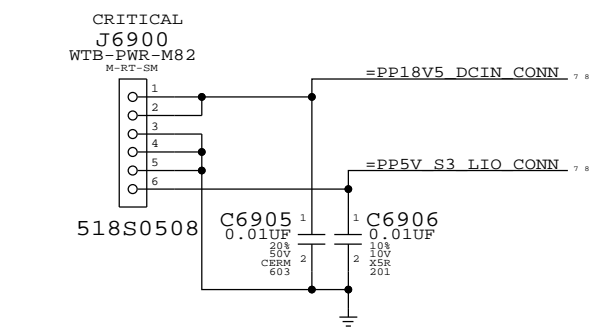 CRITICAL
J6900
WTB-PWR-M82
M-RT-SM
=PP18V5_DCIN_CONN 7 8
1
2
3
4
5
6
=PP5V_S3_LIO_CONN 7 8
518S0508
C6905 1
0.01UF
20%
50V
CERM
603
2
1 C6906
0.01UF
10%
10V
X5R
201
2